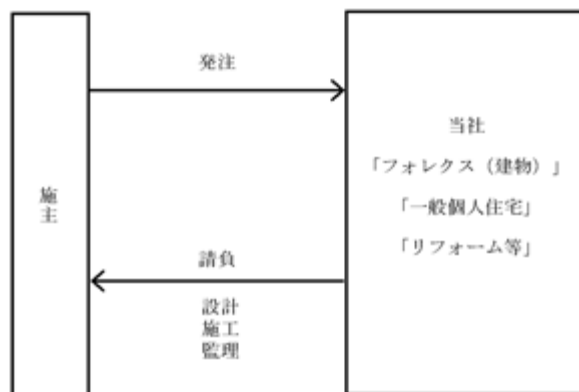 発注
当社
「フォレクス（建物）」
施主
「一般個人住宅」
「リフォーム等」
請負
設計
施工
監理